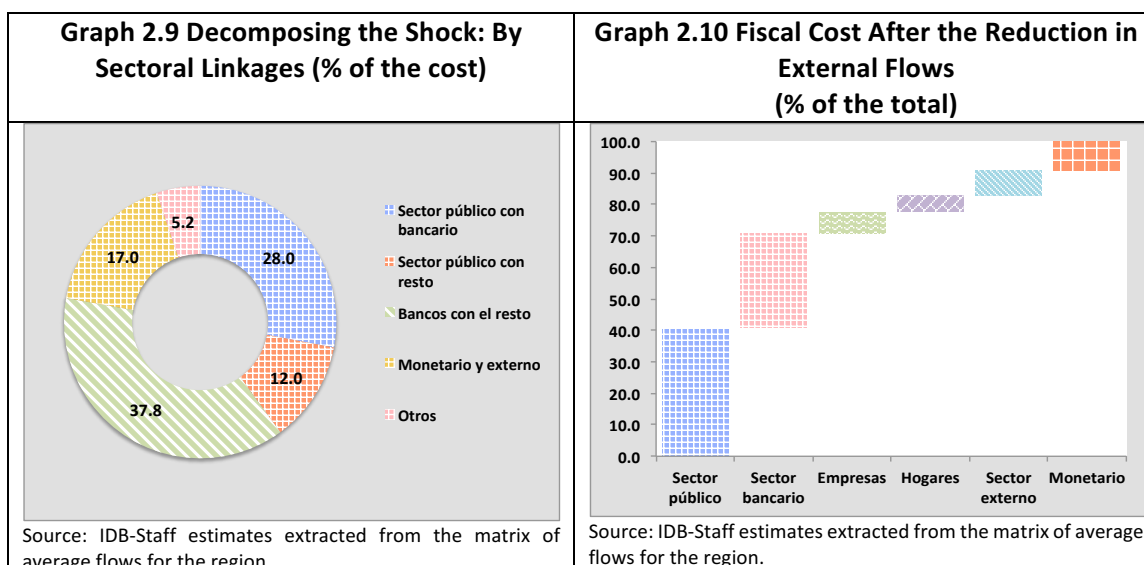 Graph 2.9 Decomposing the Shock: By
Sectoral Linkages (% of the cost)
5.2
17.0
28.0
12.0
37.8
Sector público con
bancario
Sector público con
resto
Bancos con el resto
Monetario y externo
Otros
Source: IDB-Staff estimates extracted from the matrix of
average flows for the region.
Graph 2.10 Fiscal Cost After the Reduction in
External Flows
(% of the total)
100.0
90.0
80.0
70.0
60.0
50.0
40.0
30.0
20.0
10.0
0.0
Sector Sector Empresas Hogares Sector Monetario
público bancario externo
Source: IDB-Staff estimates extracted from the matrix of average
flows for the region.